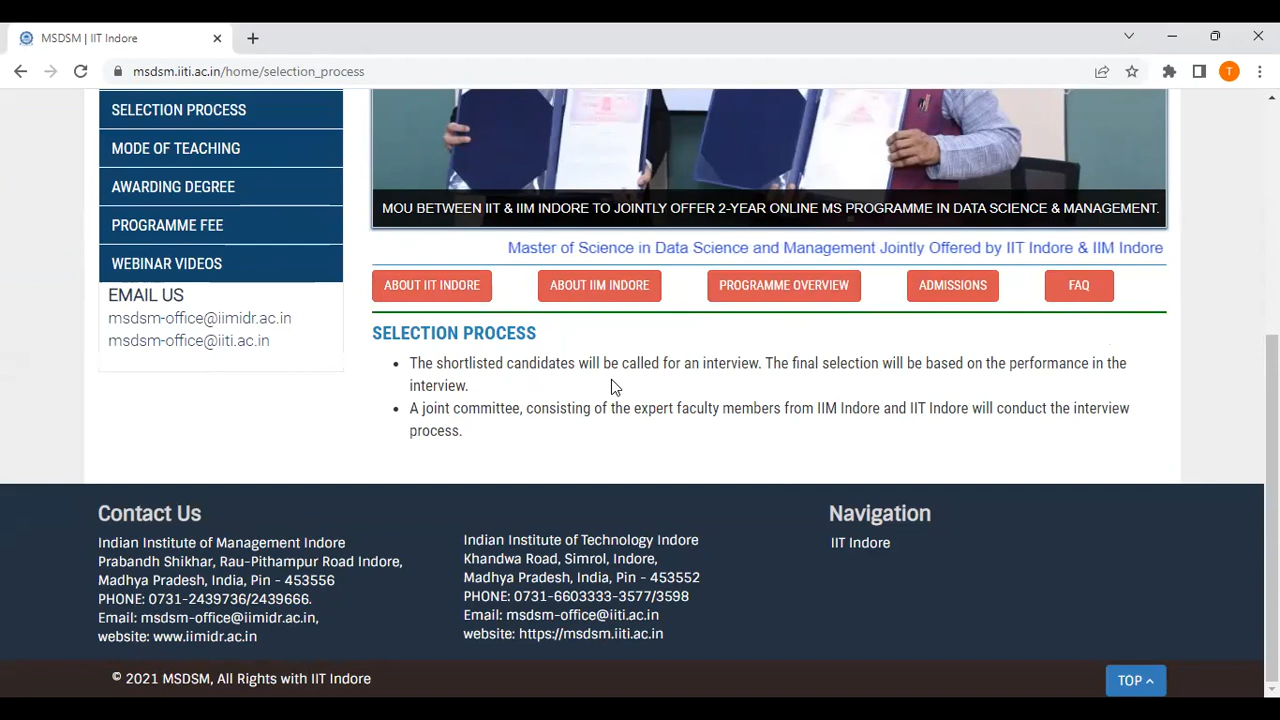 MSDSM | IIT Indore
msdsm.iiti.ac.in/home/selection_process
T
SELECTION PROCESS
MODE OF TEACHING
AWARDING DEGREE
PROGRAMME FEE
WEBINAR VIDEOS
EMAIL US
msdsm-office@iimidr.ac.in
msdsm-office@iiti.ac.in
MOU BETWEEN IIT & IIM INDORE TO JOINTLY OFFER 2-YEAR ONLINE MS PROGRAMME IN DATA SCIENCE & MANAGEMENT.
Master of Science in Data Science and Management Jointly Offered by IIT Indore & IIM Indore
ABOUT IIT INDORE ABOUT IIM INDORE PROGRAMME OVERVIEW ADMISSIONS FAQ
SELECTION PROCESS
• The shortlisted candidates will be called for an interview. The final selection will be based on the performance in the
interview.
• A joint committee, consisting of the expert faculty members from IIM Indore and IIT Indore will conduct the interview
process.
Contact Us
Indian Institute of Management Indore
Prabandh Shikhar, Rau-Pithampur Road Indore,
Madhya Pradesh, India, Pin - 453556
PHONE: 0731-2439736/2439666.
Email: msdsm-office@iimidr.ac.in,
website: www.iimidr.ac.in
Indian Institute of Technology Indore
Khandwa Road, Simrol, Indore,
Madhya Pradesh, India, Pin - 453552
PHONE: 0731-6603333-3577/3598
Email: msdsm-office@iiti.ac.in
website: https://msdsm.iiti.ac.in
Navigation
IIT Indore
© 2021 MSDSM, All Rights with IIT Indore
TOP